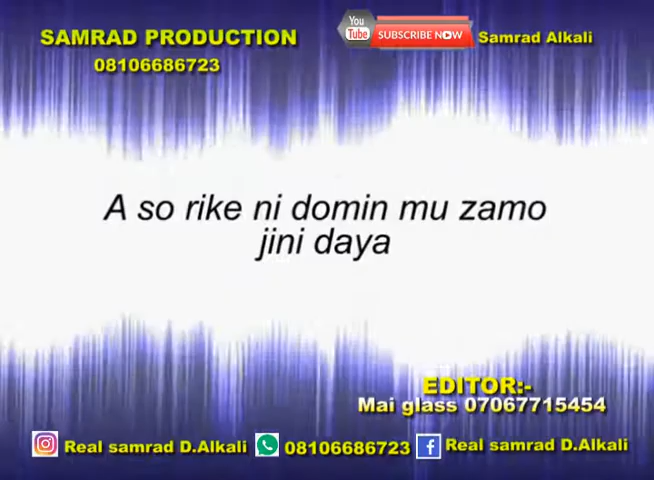 SAMRAD PRODUCTION
08106686723
You
Tube
SUBSCRIBE NOW
Samrad Alkali
A so rike ni domin mu zamo
jini daya
EDITOR:-
Mai glass 07067715454
Real samrad D.Alkali
08106686723
Real samrad D.Alkali